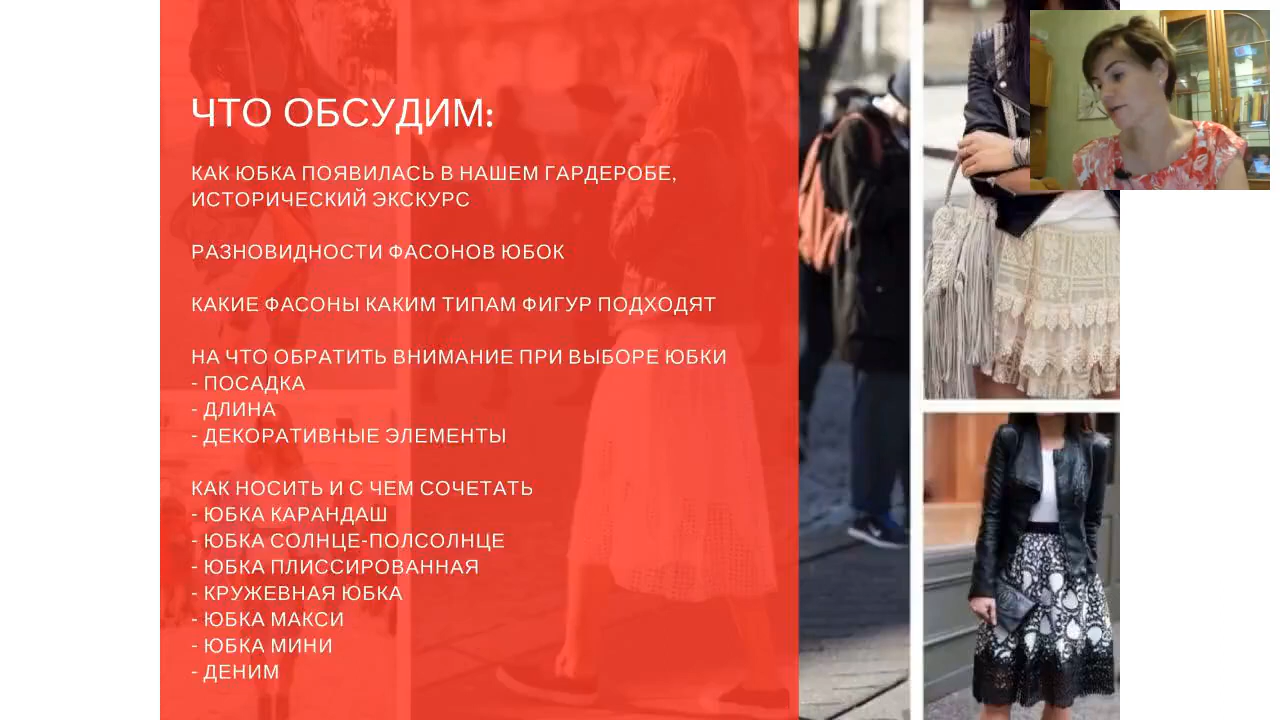 ЧТО ОБСУДИМ:
КАК ЮБКА ПОЯВИЛАСЬ В НАШЕМ ГАРДЕРОБЕ,
ИСТОРИЧЕСКИЙ ЭКСКУРС
РАЗНОВИДНОСТИ ФАСОНОВ ЮБОК
КАКИЕ ФАСОНЫ КАКИМ ТИПАМ ФИГУР ПОДХОДЯТ
НА ЧТО ОБРАТИТЬ ВНИМАНИЕ ПРИ ВЫБОРЕ ЮБКИ
- ПОСАДКА
- ДЛИНА
- ДЕКОРАТИВНЫЕ ЭЛЕМЕНТЫ
КАК НОСИТЬ И С ЧЕМ СОЧЕТАТЬ
- ЮБКА КАРАНДАШ
- ЮБКА СОЛНЦЕ-ПОЛСОЛНЦЕ
- ЮБКА ПЛИССИРОВАННАЯ
- КРУЖЕВНАЯ ЮБКА
- ЮБКА МАКСИ
- ЮБКА МИНИ
- ДЕНИМ